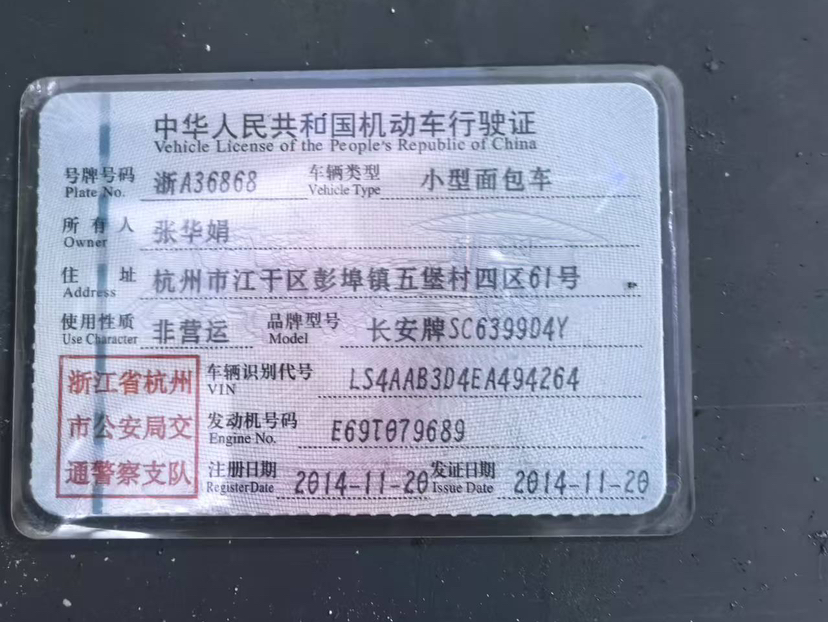 中华人民共和国机动车行驶证
Vehicle License of the People's Republic of China
号牌号码 浙A36868 车辆类型 小型面包车
Plate No. Vehicle Type
所有人 张华娟
Owner
住址 杭州市江干区彭埠镇五堡村四区61号
Address
使用性质 非营运 品牌型号 长安牌SC6399D4Y
Use Character Model
浙江省杭州
市公安局交
通警察支队
车辆识别代号 LS4AAB3D4EA494264
VIN
发动机号码 E69T079689
Engine No.
注册日期 2014-11-20 发证日期 2014-11-20
Register Date Issue Date